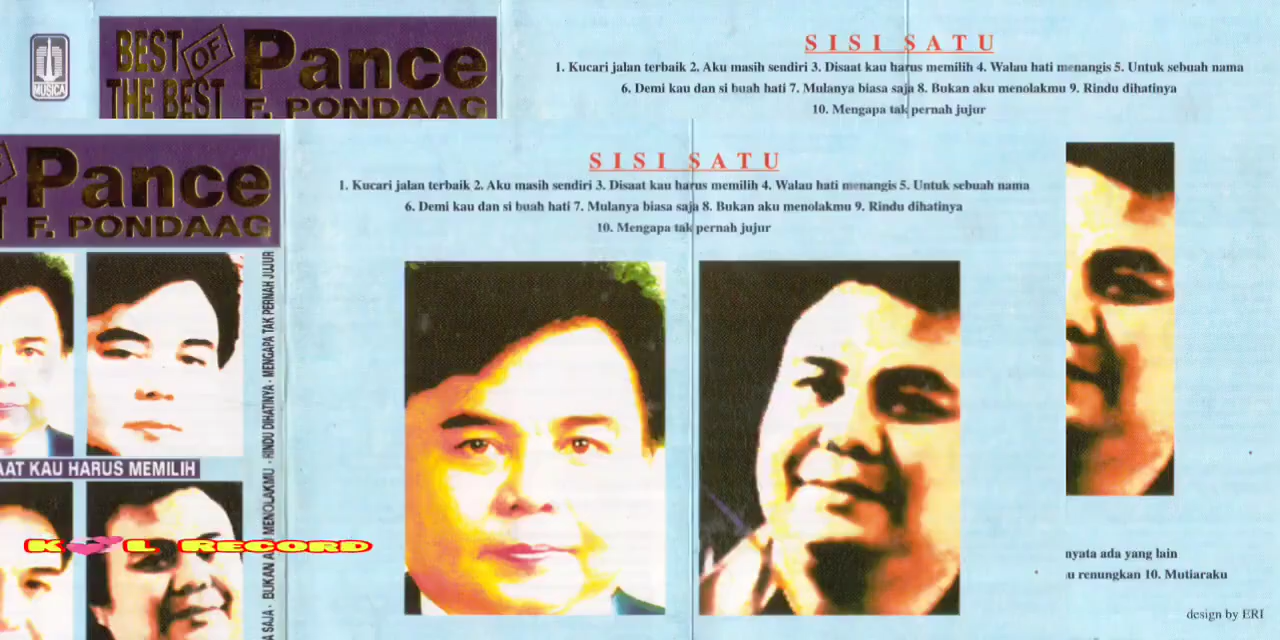 MUSICA
BEST OF
THE BEST
Pance
F. PONDAAG
SISI SATU
1. Kucari jalan terbaik 2. Aku masih sendiri 3. Disaat kau harus memilih 4. Walau hati menangis 5. Untuk sebuah nama
6. Demi kau dan si buah hati 7. Mulanya biasa saja 8. Bukan aku menolakmu 9. Rindu dihatinya
10. Mengapa tak pernah jujur
Pance
F. PONDAAG
SISI SATU
1. Kucari jalan terbaik 2. Aku masih sendiri 3. Disaat kau harus memilih 4. Walau hati menangis 5. Untuk sebuah nama
6. Demi kau dan si buah hati 7. Mulanya biasa saja 8. Bukan aku menolakmu 9. Rindu dihatinya
10. Mengapa tak pernah jujur
AAT KAU HARUS MEMILIH
A SAJA - BUKAN AKU MENOLAKMU - RINDU DIHATINYA - MENGAPA TAK PERNAH JUJUR
K L Record
nyata ada yang lain
u renungkan 10. Mutiaraku
design by ERI